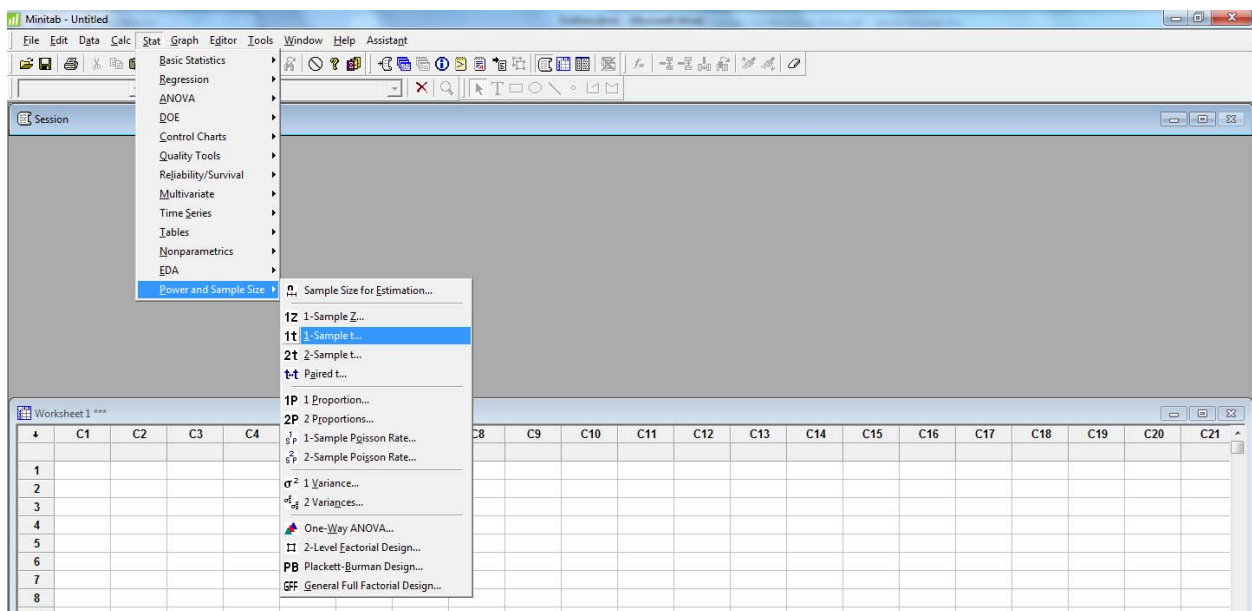 Minitab - Untitled
File Edit Data Calc Stat Graph Editor Tools Window Help Assistant
Basic Statistics
Regression
ANOVA
DOE
Control Charts
Quality Tools
Reliability/Survival
Multivariate
Time Series
Tables
Nonparametrics
EDA
Power and Sample Size
Session
Sample Size for Estimation...
1Z 1-Sample Z...
1t 1-Sample t...
2t 2-Sample t...
t-t Paired t...
1P 1 Proportion...
2P 2 Proportions...
1-Sample Poisson Rate...
2-Sample Poisson Rate...
σ² 1 Variance...
2 Variances...
One-Way ANOVA...
2-Level Factorial Design...
PB Plackett-Burman Design...
GFF General Full Factorial Design...
Worksheet 1 ***
C1 C2 C3 C4 C8 C9 C10 C11 C12 C13 C14 C15 C16 C17 C18 C19 C20 C21
1
2
3
4
5
6
7
8